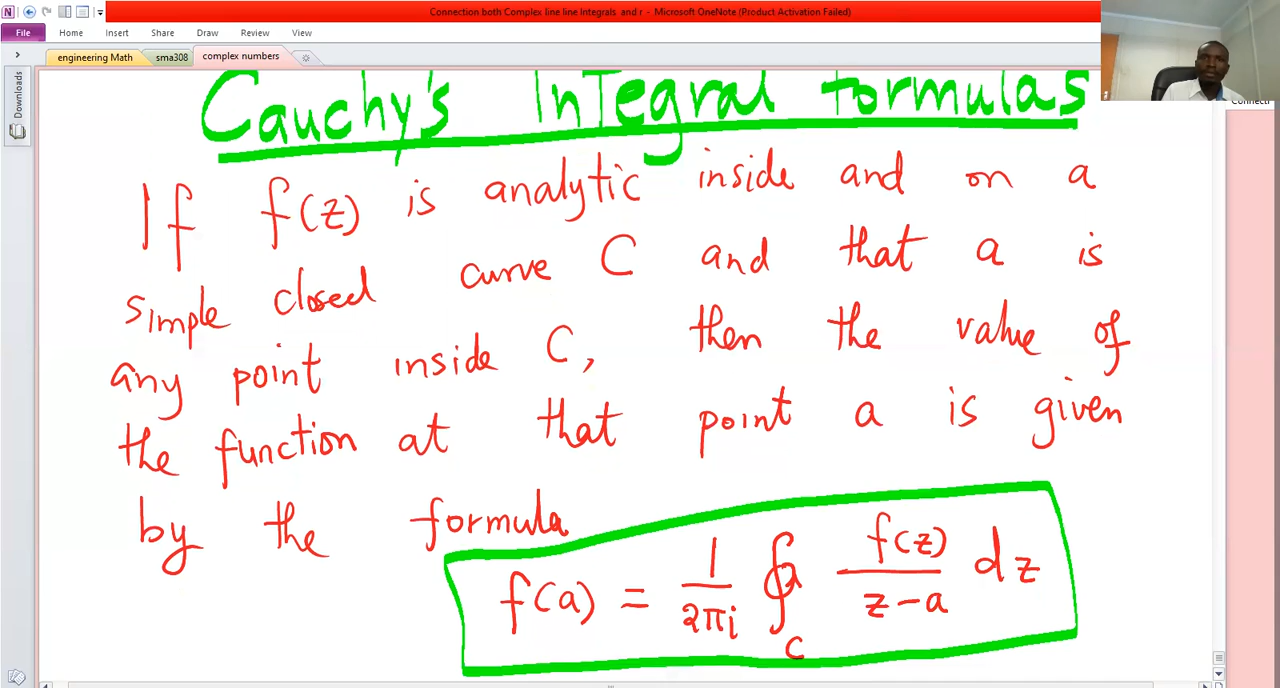 Connection both Complex line line Integrals and r - Microsoft OneNote (Product Activation Failed)
File Home Insert Share Draw Review View
engineering Math sma308 complex numbers
Downloads
Connecti
Cauchy's Integral formulas
If f(z) is analytic inside and on a
simple closed curve C and that a is
any point inside C, then the value of
the function at that point a is given
by the formula
f(a) = 1/2πi ∮_C f(z)/z-a dz